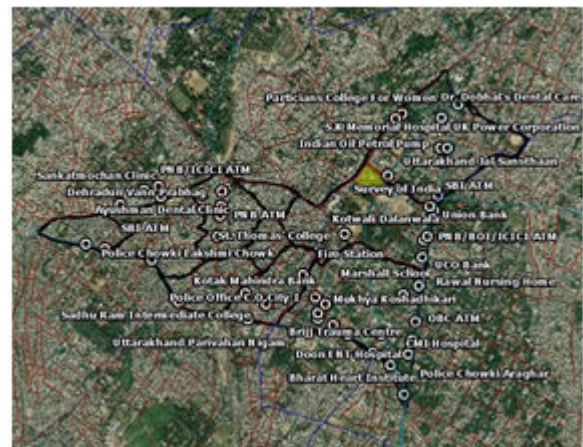 Particians College For Women
Dr. Dobhal's Dental Care
S.K Memorial Hospital
UK Power Corporation
Indian Oil Petrol Pump
Uttarakhand Jal Sansthaan
PNB/ICICI ATM
Sankatmochan Clinic
Survey of India
SBI ATM
Dehradun Vann Prabhag
Ayushman Dental Clinic
PNB ATM
Kotwali Dalanwala
Union Bank
SBI ATM
St. Thomas' College
PNB/BOI/ICICI ATM
Police Chowki Lakshmi Chowk
Fire Station
UCO Bank
Kotak Mahindra Bank
Marshall School
Rawal Nursing Home
Police Office C.O City 1
Mukhya Koshadhikari
Sadhu Ram Intermediate College
OBC ATM
Brijj Trauma Centre
CMI Hospital
Uttarakhand Parivahan Nigam
Doon ENT Hospital
Bharat Heart Institute
Police Chowki Araghar